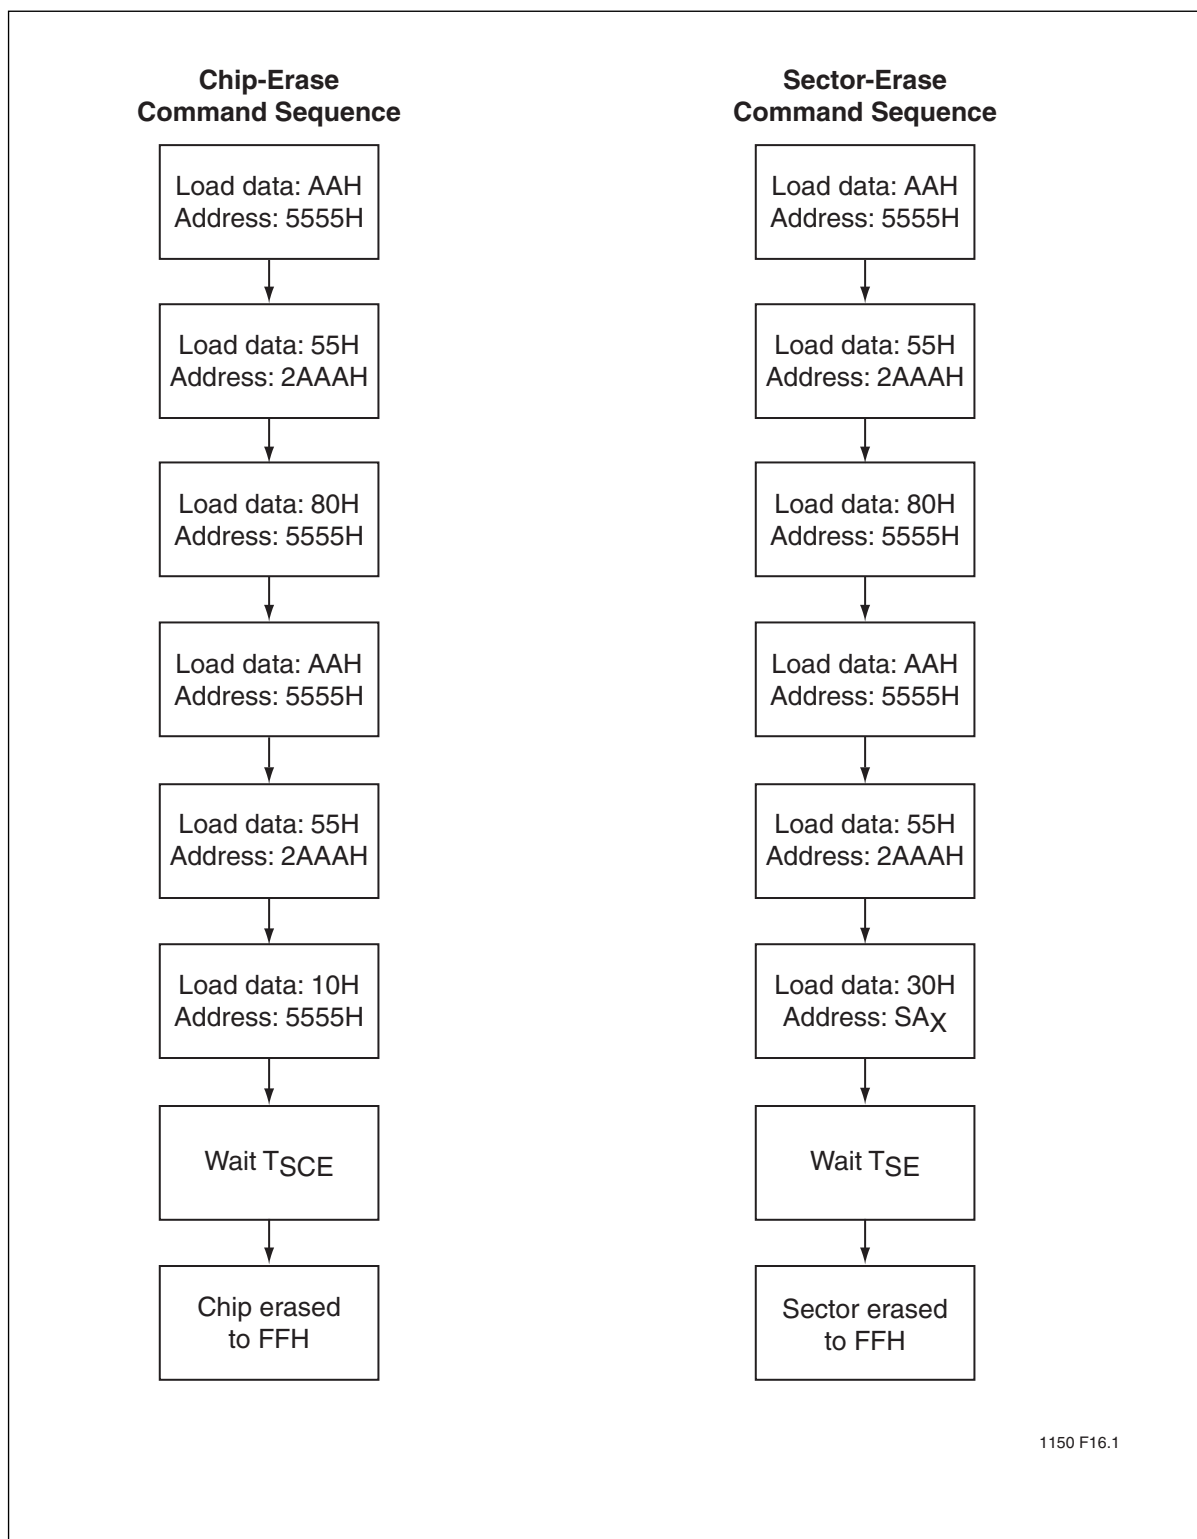 Chip-Erase
Command Sequence
Load data: AAH
Address: 5555H
Load data: 55H
Address: 2AAAH
Load data: 80H
Address: 5555H
Load data: AAH
Address: 5555H
Load data: 55H
Address: 2AAAH
Load data: 10H
Address: 5555H
Wait TSCE
Chip erased
to FFH
Sector-Erase
Command Sequence
Load data: AAH
Address: 5555H
Load data: 55H
Address: 2AAAH
Load data: 80H
Address: 5555H
Load data: AAH
Address: 5555H
Load data: 55H
Address: 2AAAH
Load data: 30H
Address: SAX
Wait TSE
Sector erased
to FFH
1150 F16.1